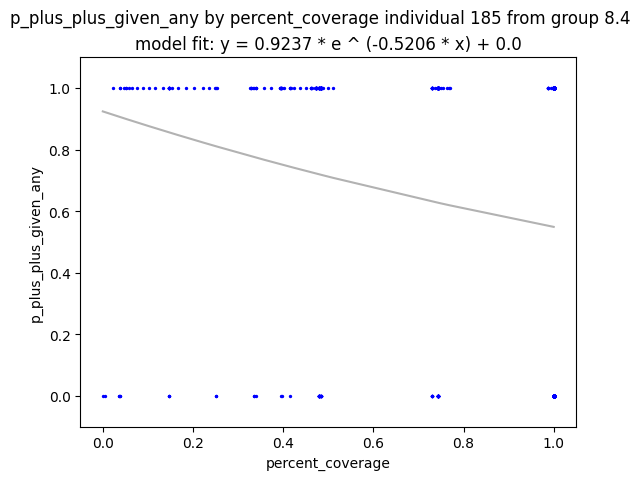 p_plus_plus_given_any by percent_coverage individual 185 from group 8.4
model fit: y = 0.9237 * e ^ (-0.5206 * x) + 0.0
1.0
0.8
0.6
0.4
0.2
0.0
p_plus_plus_given_any
0.0 0.2 0.4 0.6 0.8 1.0
percent_coverage